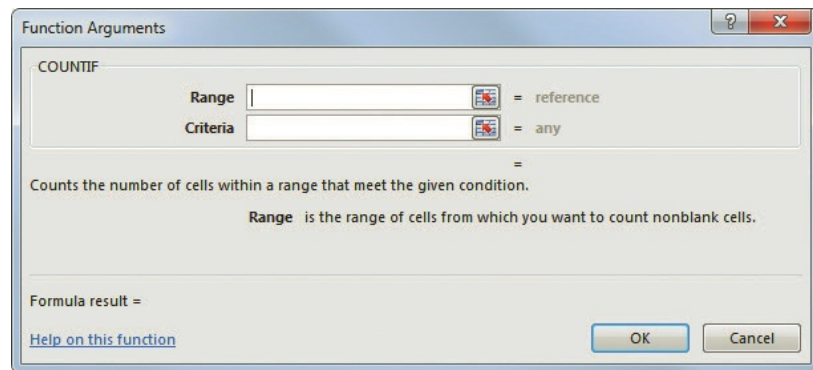 Function Arguments
?
X
COUNTIF
Range = reference
Criteria = any
=
Counts the number of cells within a range that meet the given condition.
Range is the range of cells from which you want to count nonblank cells.
Formula result =
Help on this function
OK Cancel